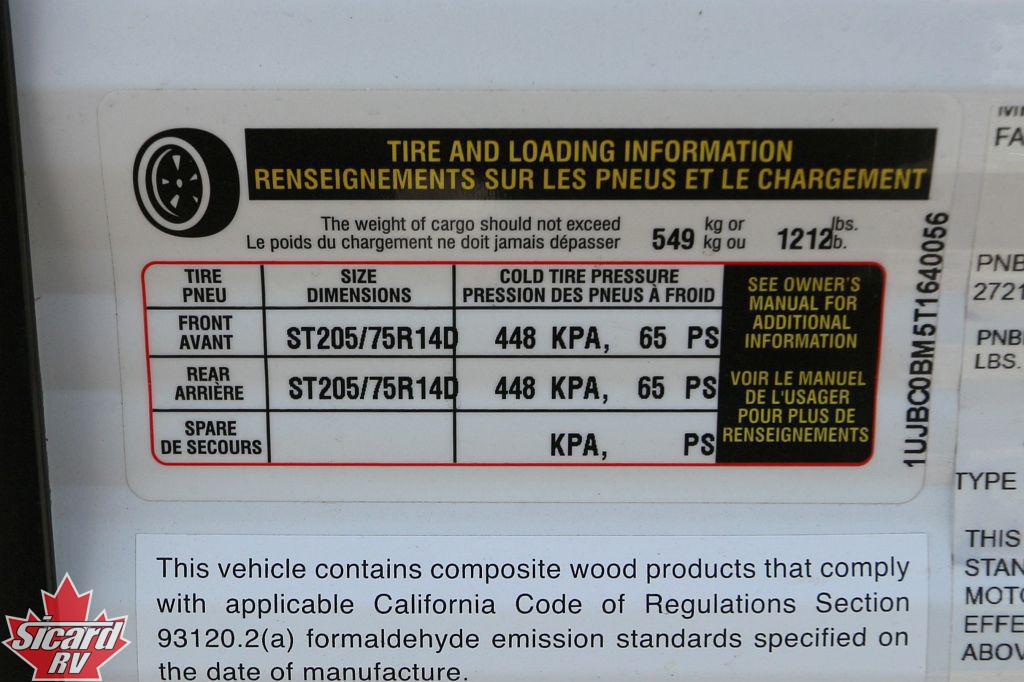 TIRE AND LOADING INFORMATION
RENSEIGNEMENTS SUR LES PNEUS ET LE CHARGEMENT
The weight of cargo should not exceed 549 kg or 1212 lbs.
Le poids du chargement ne doit jamais dépasser kg ou lb.
TIRE SIZE COLD TIRE PRESSURE
PNEU DIMENSIONS PRESSION DES PNEUS À FROID
FRONT
AVANT
ST205/75R14D 448 KPA, 65 PS
REAR
ARRIÈRE
ST205/75R14D 448 KPA, 65 PS
SPARE
DE SECOURS
KPA, PS
SEE OWNER'S
MANUAL FOR
ADDITIONAL
INFORMATION
VOIR LE MANUEL
DE L'USAGER
POUR PLUS DE
RENSEIGNEMENTS
1UJBC0BM5T1640056
FA
PNB
2721
PNB
LBS.
TYPE
THIS
STAN
MOTO
EFFE
ABOV
This vehicle contains composite wood products that comply
with applicable California Code of Regulations Section
93120.2(a) formaldehyde emission standards specified on
the date of manufacture.
Sicard
RV